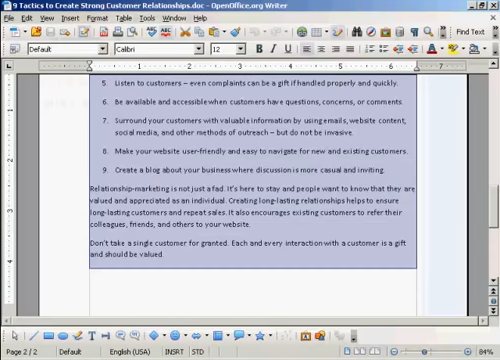 9 Tactics to Create Strong Customer Relationships.doc - OpenOffice.org Writer
File Edit View Insert Format Table Tools Window Help
Find Text
Default Calibri 12
1 2 3 4 5 6 7
5. Listen to customers – even complaints can be a gift if handled properly and quickly.
6. Be available and accessible when customers have questions, concerns, or comments.
7. Surround your customers with valuable information by using emails, website content,
social media, and other methods of outreach – but do not be invasive.
8. Make your website user-friendly and easy to navigate for new and existing customers.
9. Create a blog about your business where discussion is more casual and inviting.
Relationship-marketing is not just a fad. It's here to stay and people want to know that they are
valued and appreciated as an individual. Creating long-lasting relationships helps to ensure
long-lasting customers and repeat sales. It also encourages existing customers to refer their
colleagues, friends, and others to your website.
Don't take a single customer for granted. Each and every interaction with a customer is a gift
and should be valued
Page 2 / 2 Default English (USA) INSRT STD 84%